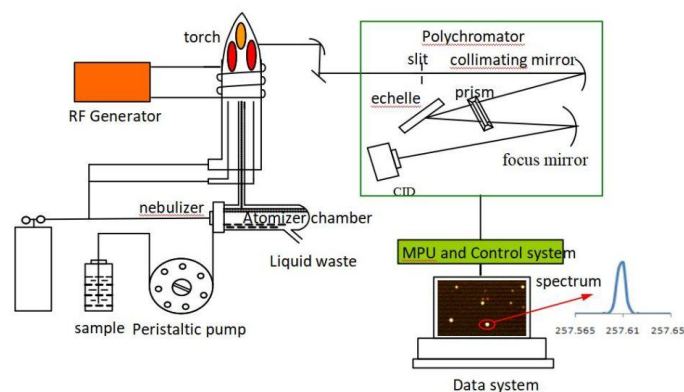 torch
Polychromator
slit
collimating mirror
echelle
prism
RF Generator
focus mirror
CID
nebulizer
Atomizer chamber
Liquid waste
MPU and Control system
spectrum
sample
Peristaltic pump
257.565
257.61
257.65
Data system